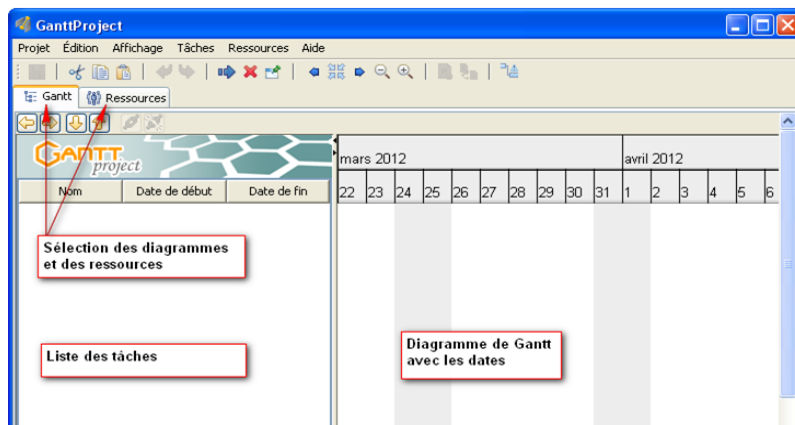 GanttProject
Projet Édition Affichage Tâches Ressources Aide
Gantt Ressources
GANTT project
mars 2012 avril 2012
Nom Date de début Date de fin 22 23 24 25 26 27 28 29 30 31 1 2 3 4 5 6
Sélection des diagrammes
et des ressources
Liste des tâches
Diagramme de Gantt
avec les dates